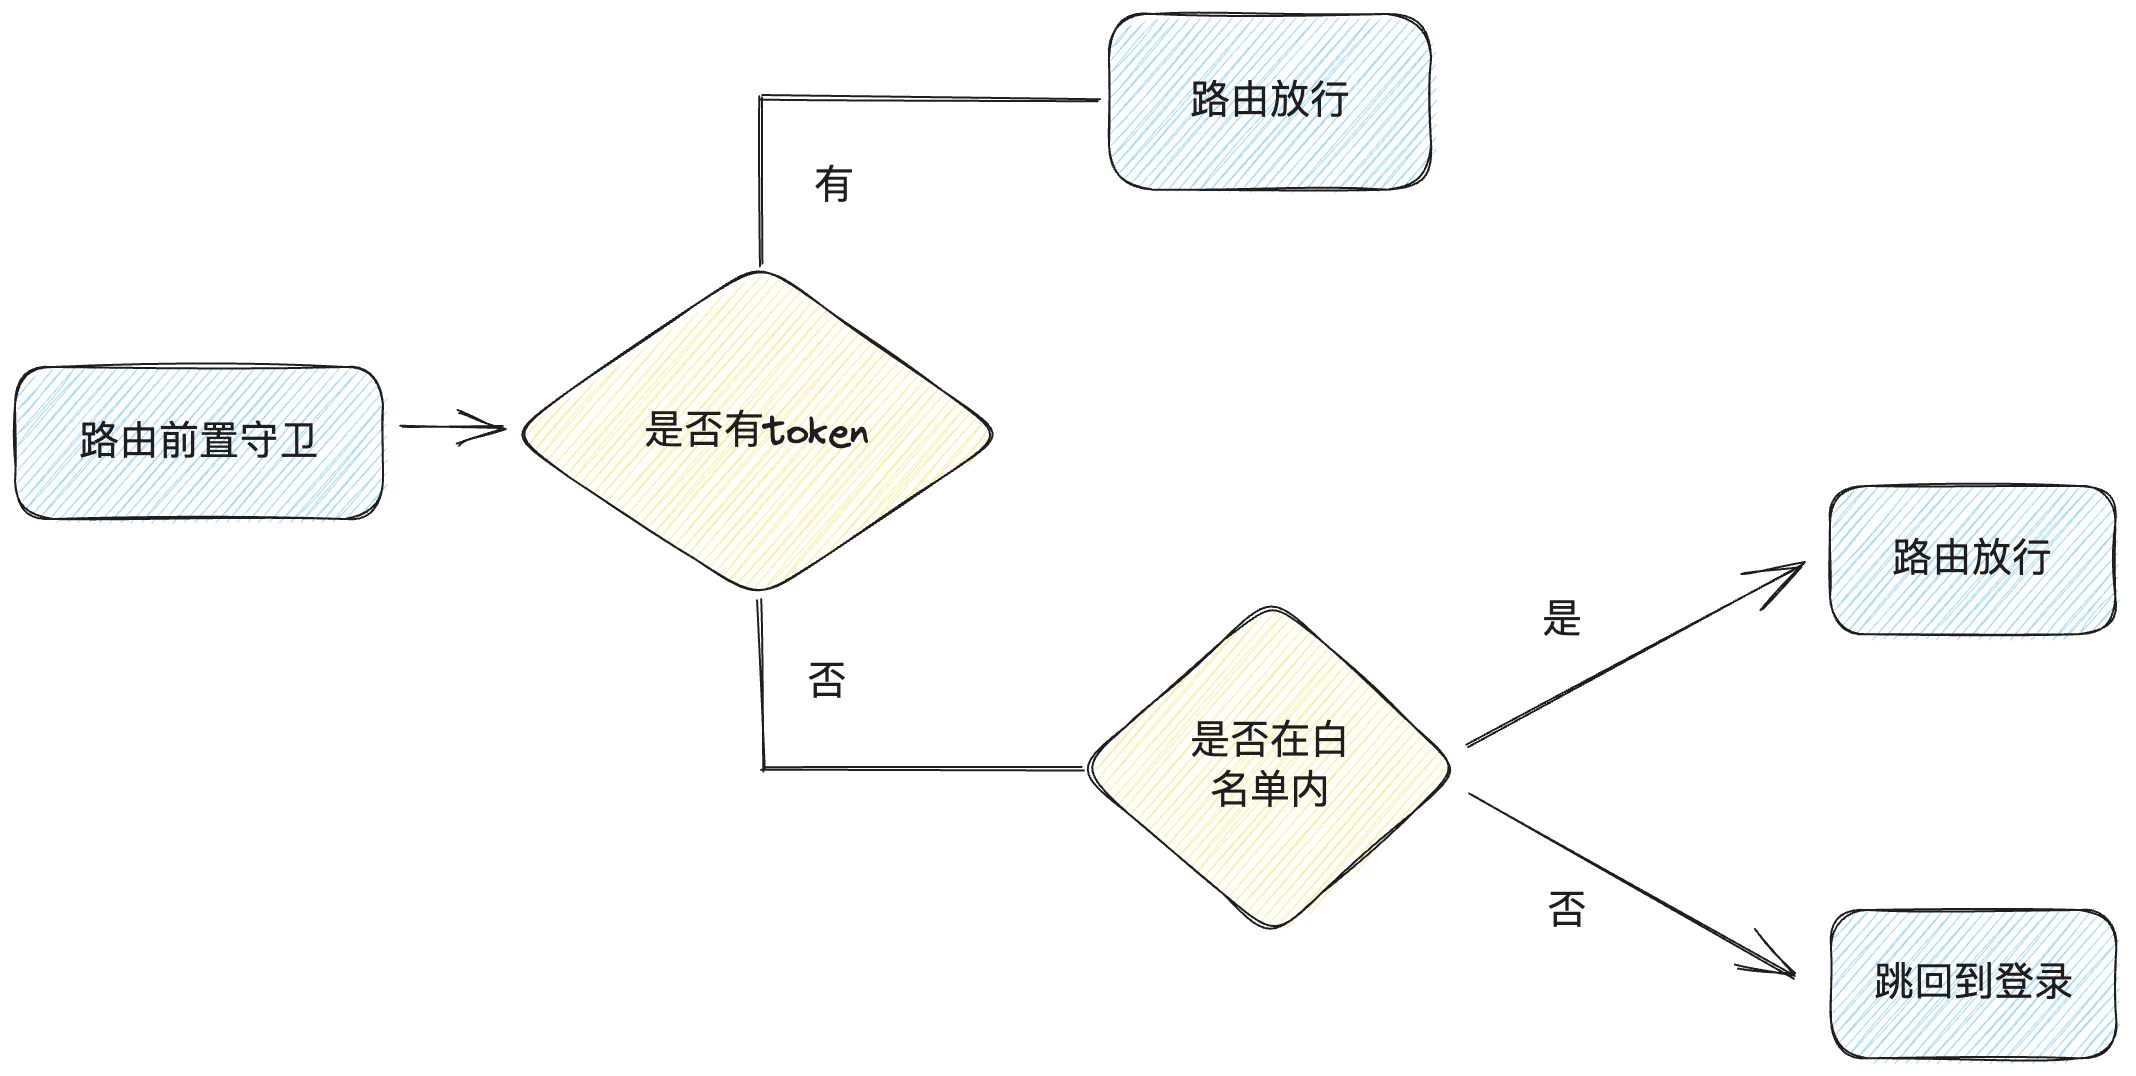 路由放行
有
路由前置守卫
是否有token
否
是否在白
名单内
是
路由放行
否
跳回到登录